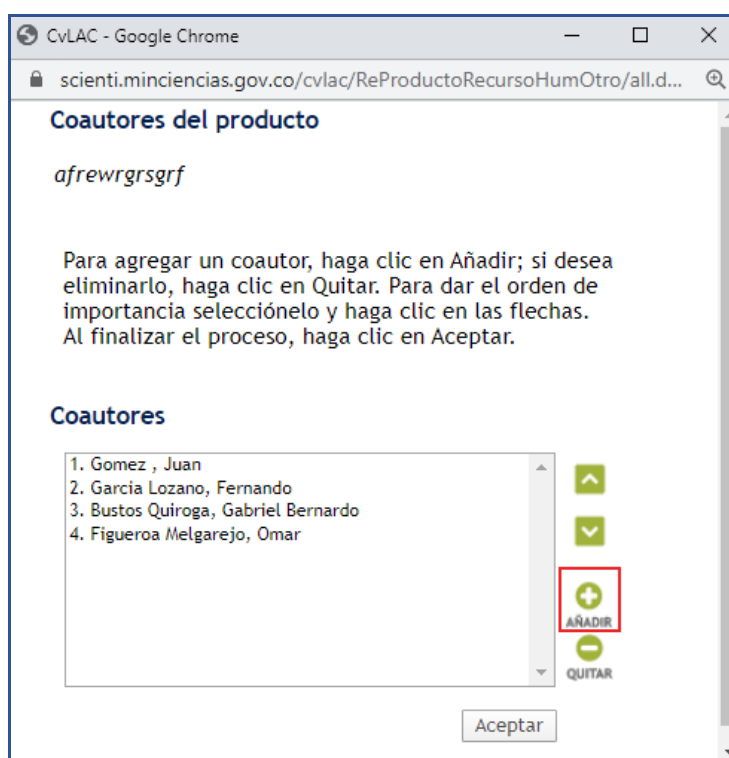 CvLAC - Google Chrome
scienti.minciencias.gov.co/cvlac/ReProductoRecursoHumOtro/all.d...
Coautores del producto
afrewrgrsgrf
Para agregar un coautor, haga clic en Añadir; si desea
eliminarlo, haga clic en Quitar. Para dar el orden de
importancia selecciónelo y haga clic en las flechas.
Al finalizar el proceso, haga clic en Aceptar.
Coautores
1. Gomez , Juan
2. Garcia Lozano, Fernando
3. Bustos Quiroga, Gabriel Bernardo
4. Figueroa Melgarejo, Omar
AÑADIR
QUITAR
Aceptar